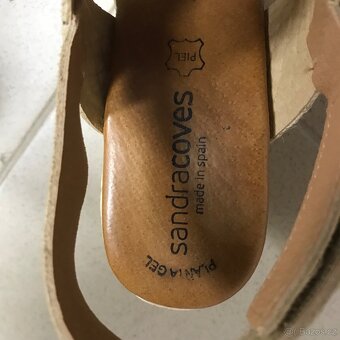 PIEL
sandracoves
made in spain
PLANTA GEL